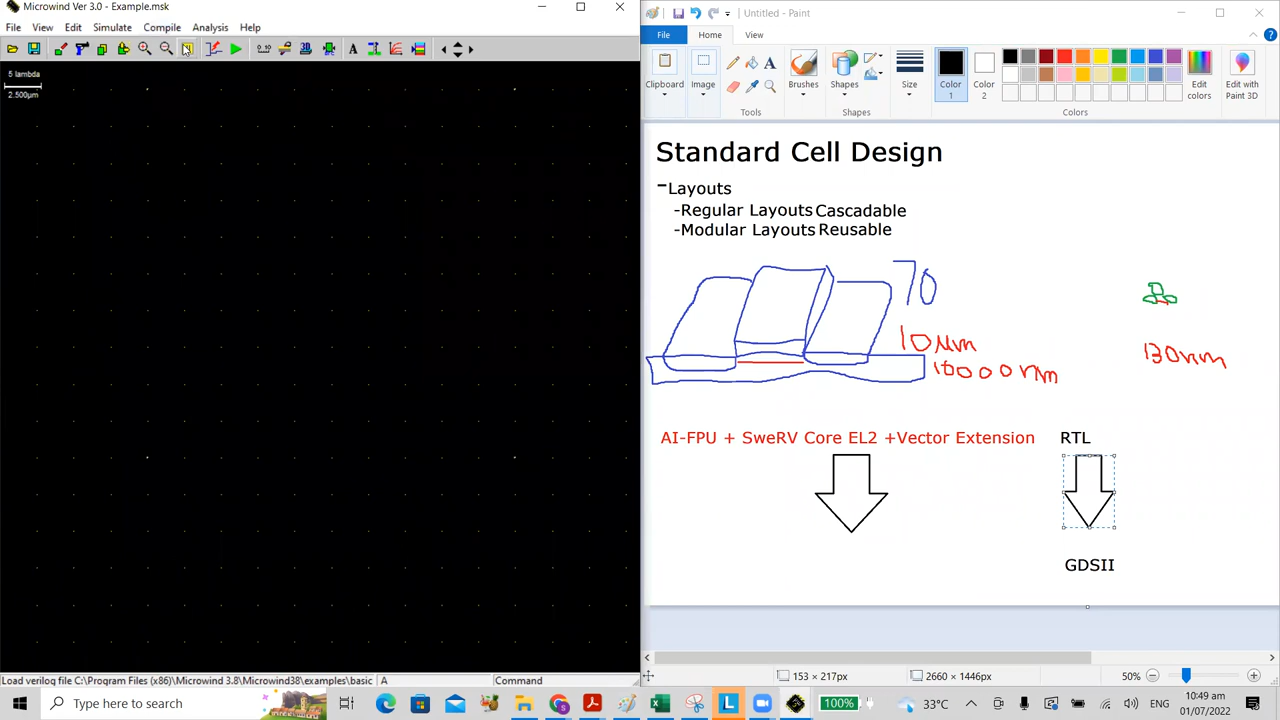 Microwind Ver 3.0 - Example.msk
File View Edit Simulate Compile Analysis Help
5 lambda
2.500µm
Load verilog file C:\Program Files (x86)\Microwind 3.8\Microwind38\examples\basic A Command
Untitled - Paint
File Home View
Clipboard Image Brushes Shapes Size Color 1 Color 2 Edit colors Edit with Paint 3D
Tools Shapes Colors
Standard Cell Design
-Layouts
-Regular Layouts Cascadable
-Modular Layouts Reusable
70
10µm
10000nm
130nm
AI-FPU + SweRV Core EL2 +Vector Extension RTL
GDSII
153 × 217px 2660 × 1446px 50%
Type here to search 100% 33°C ENG 10:49 am
01/07/2022